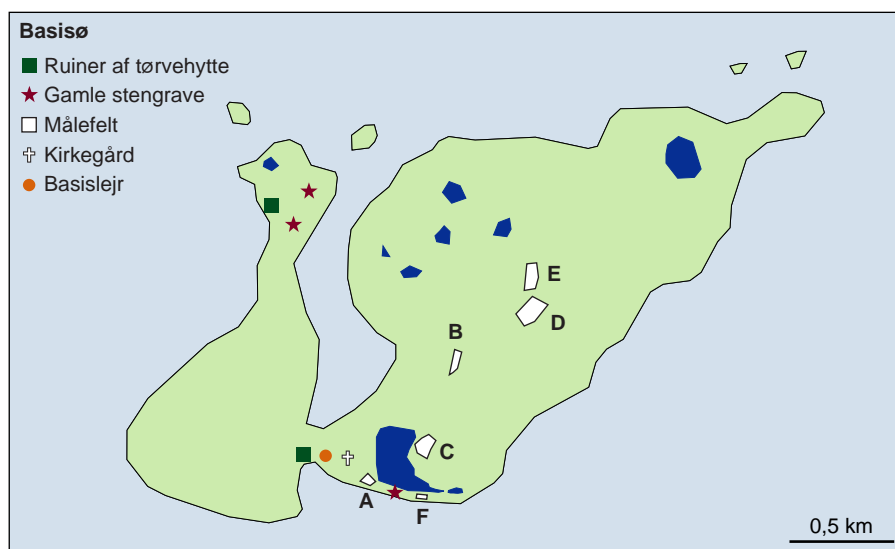 Basisø
Ruiner af tørvehytte
Gamle stengrave
Målefelt
Kirkegård
Basislejr
E
D
B
C
A
F
0,5 km